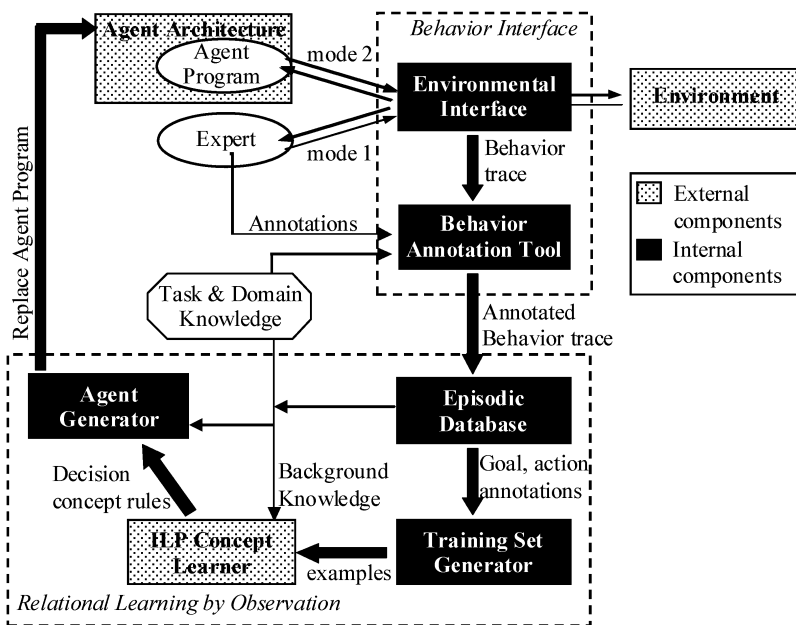 Agent Architecture
Agent
Program
mode 2
Behavior Interface
Environmental
Interface
Environment
Expert
mode 1
Behavior
trace
External
components
Internal
components
Replace Agent Program
Annotations
Behavior
Annotation Tool
Task & Domain
Knowledge
Annotated
Behavior trace
Agent
Generator
Episodic
Database
Decision
concept rules
Background
Knowledge
Goal, action
annotations
ILP Concept
Learner
examples
Training Set
Generator
Relational Learning by Observation